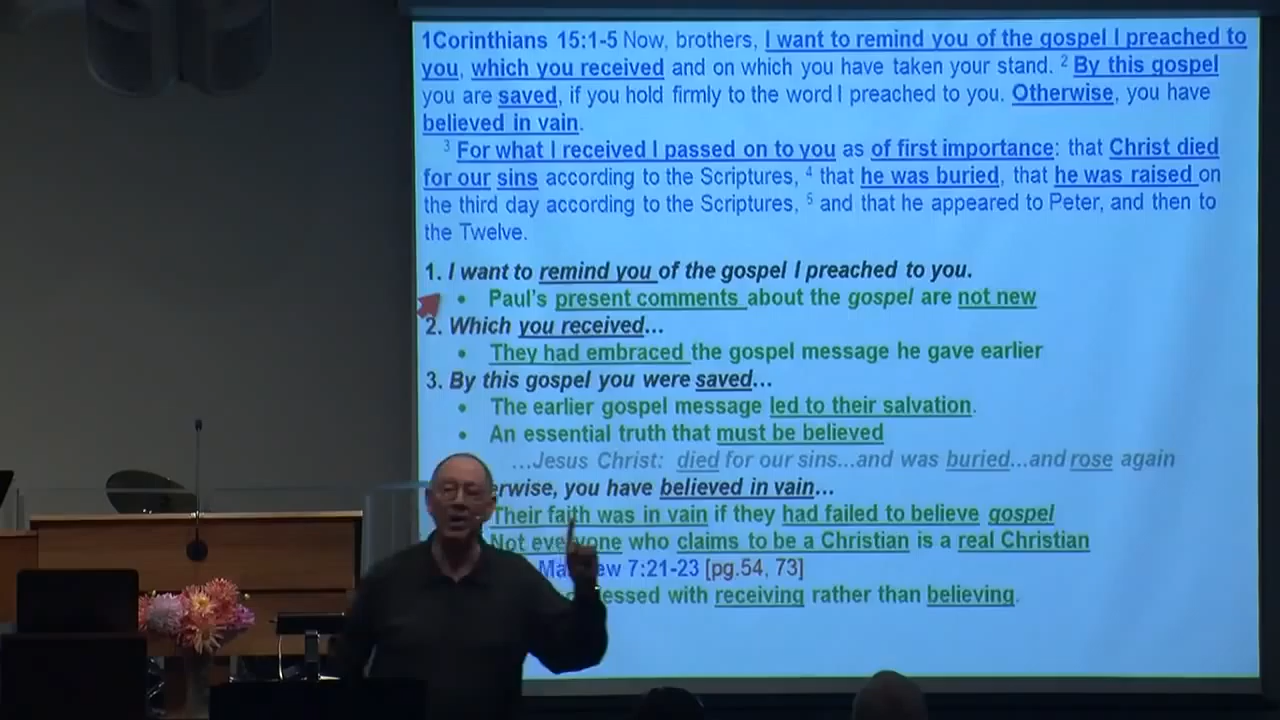 1Corinthians 15:1-5 Now, brothers, I want to remind you of the gospel I preached to
you, which you received and on which you have taken your stand. 2 By this gospel
you are saved, if you hold firmly to the word I preached to you. Otherwise, you have
believed in vain.
3 For what I received I passed on to you as of first importance: that Christ died
for our sins according to the Scriptures, 4 that he was buried, that he was raised on
the third day according to the Scriptures, 5 and that he appeared to Peter, and then to
the Twelve.
1. I want to remind you of the gospel I preached to you.
• Paul's present comments about the gospel are not new
2. Which you received...
• They had embraced the gospel message he gave earlier
3. By this gospel you were saved...
• The earlier gospel message led to their salvation.
• An essential truth that must be believed
...Jesus Christ: died for our sins...and was buried...and rose again
erwise, you have believed in vain...
Their faith was in vain if they had failed to believe gospel
Not everyone who claims to be a Christian is a real Christian
7:21-23 [pg.54, 73]
essed with receiving rather than believing.